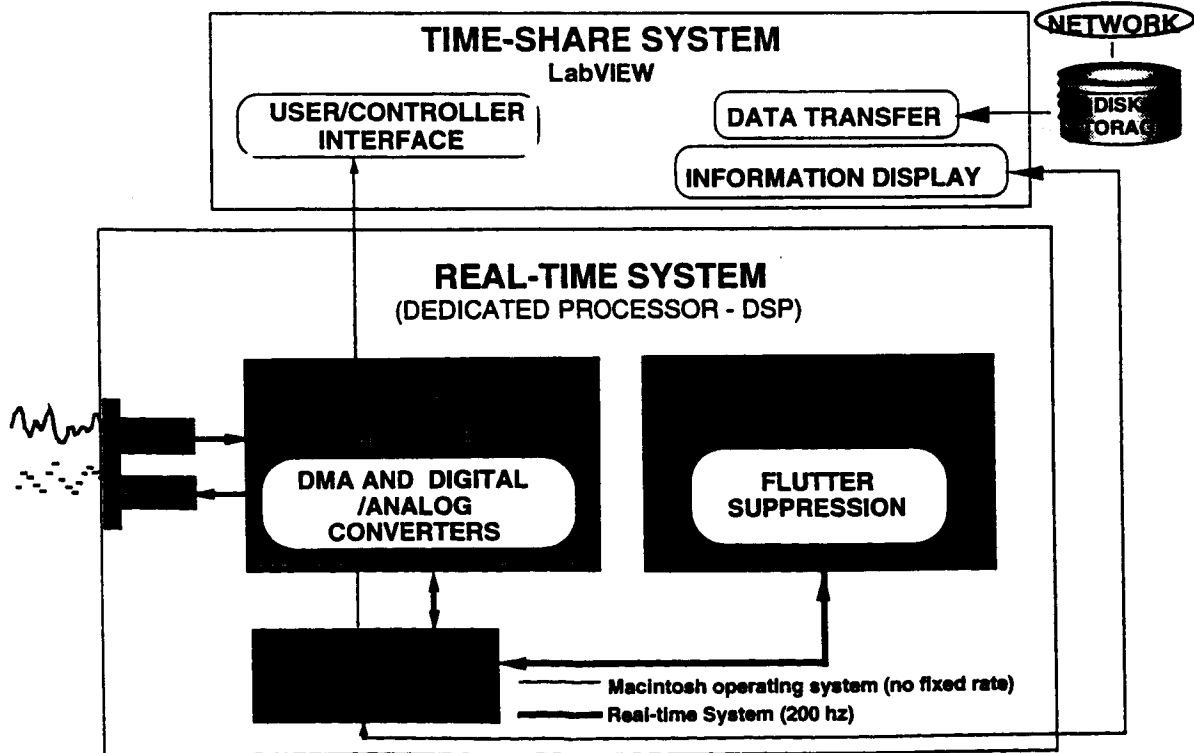 TIME-SHARE SYSTEM
LabVIEW
NETWORK
USER/CONTROLLER
INTERFACE
DATA TRANSFER
DISK
INFORMATION DISPLAY
REAL-TIME SYSTEM
(DEDICATED PROCESSOR - DSP)
DMA AND DIGITAL
/ANALOG
CONVERTERS
FLUTTER
SUPPRESSION
Macintosh operating system (no fixed rate)
Real-time System (200 hz)